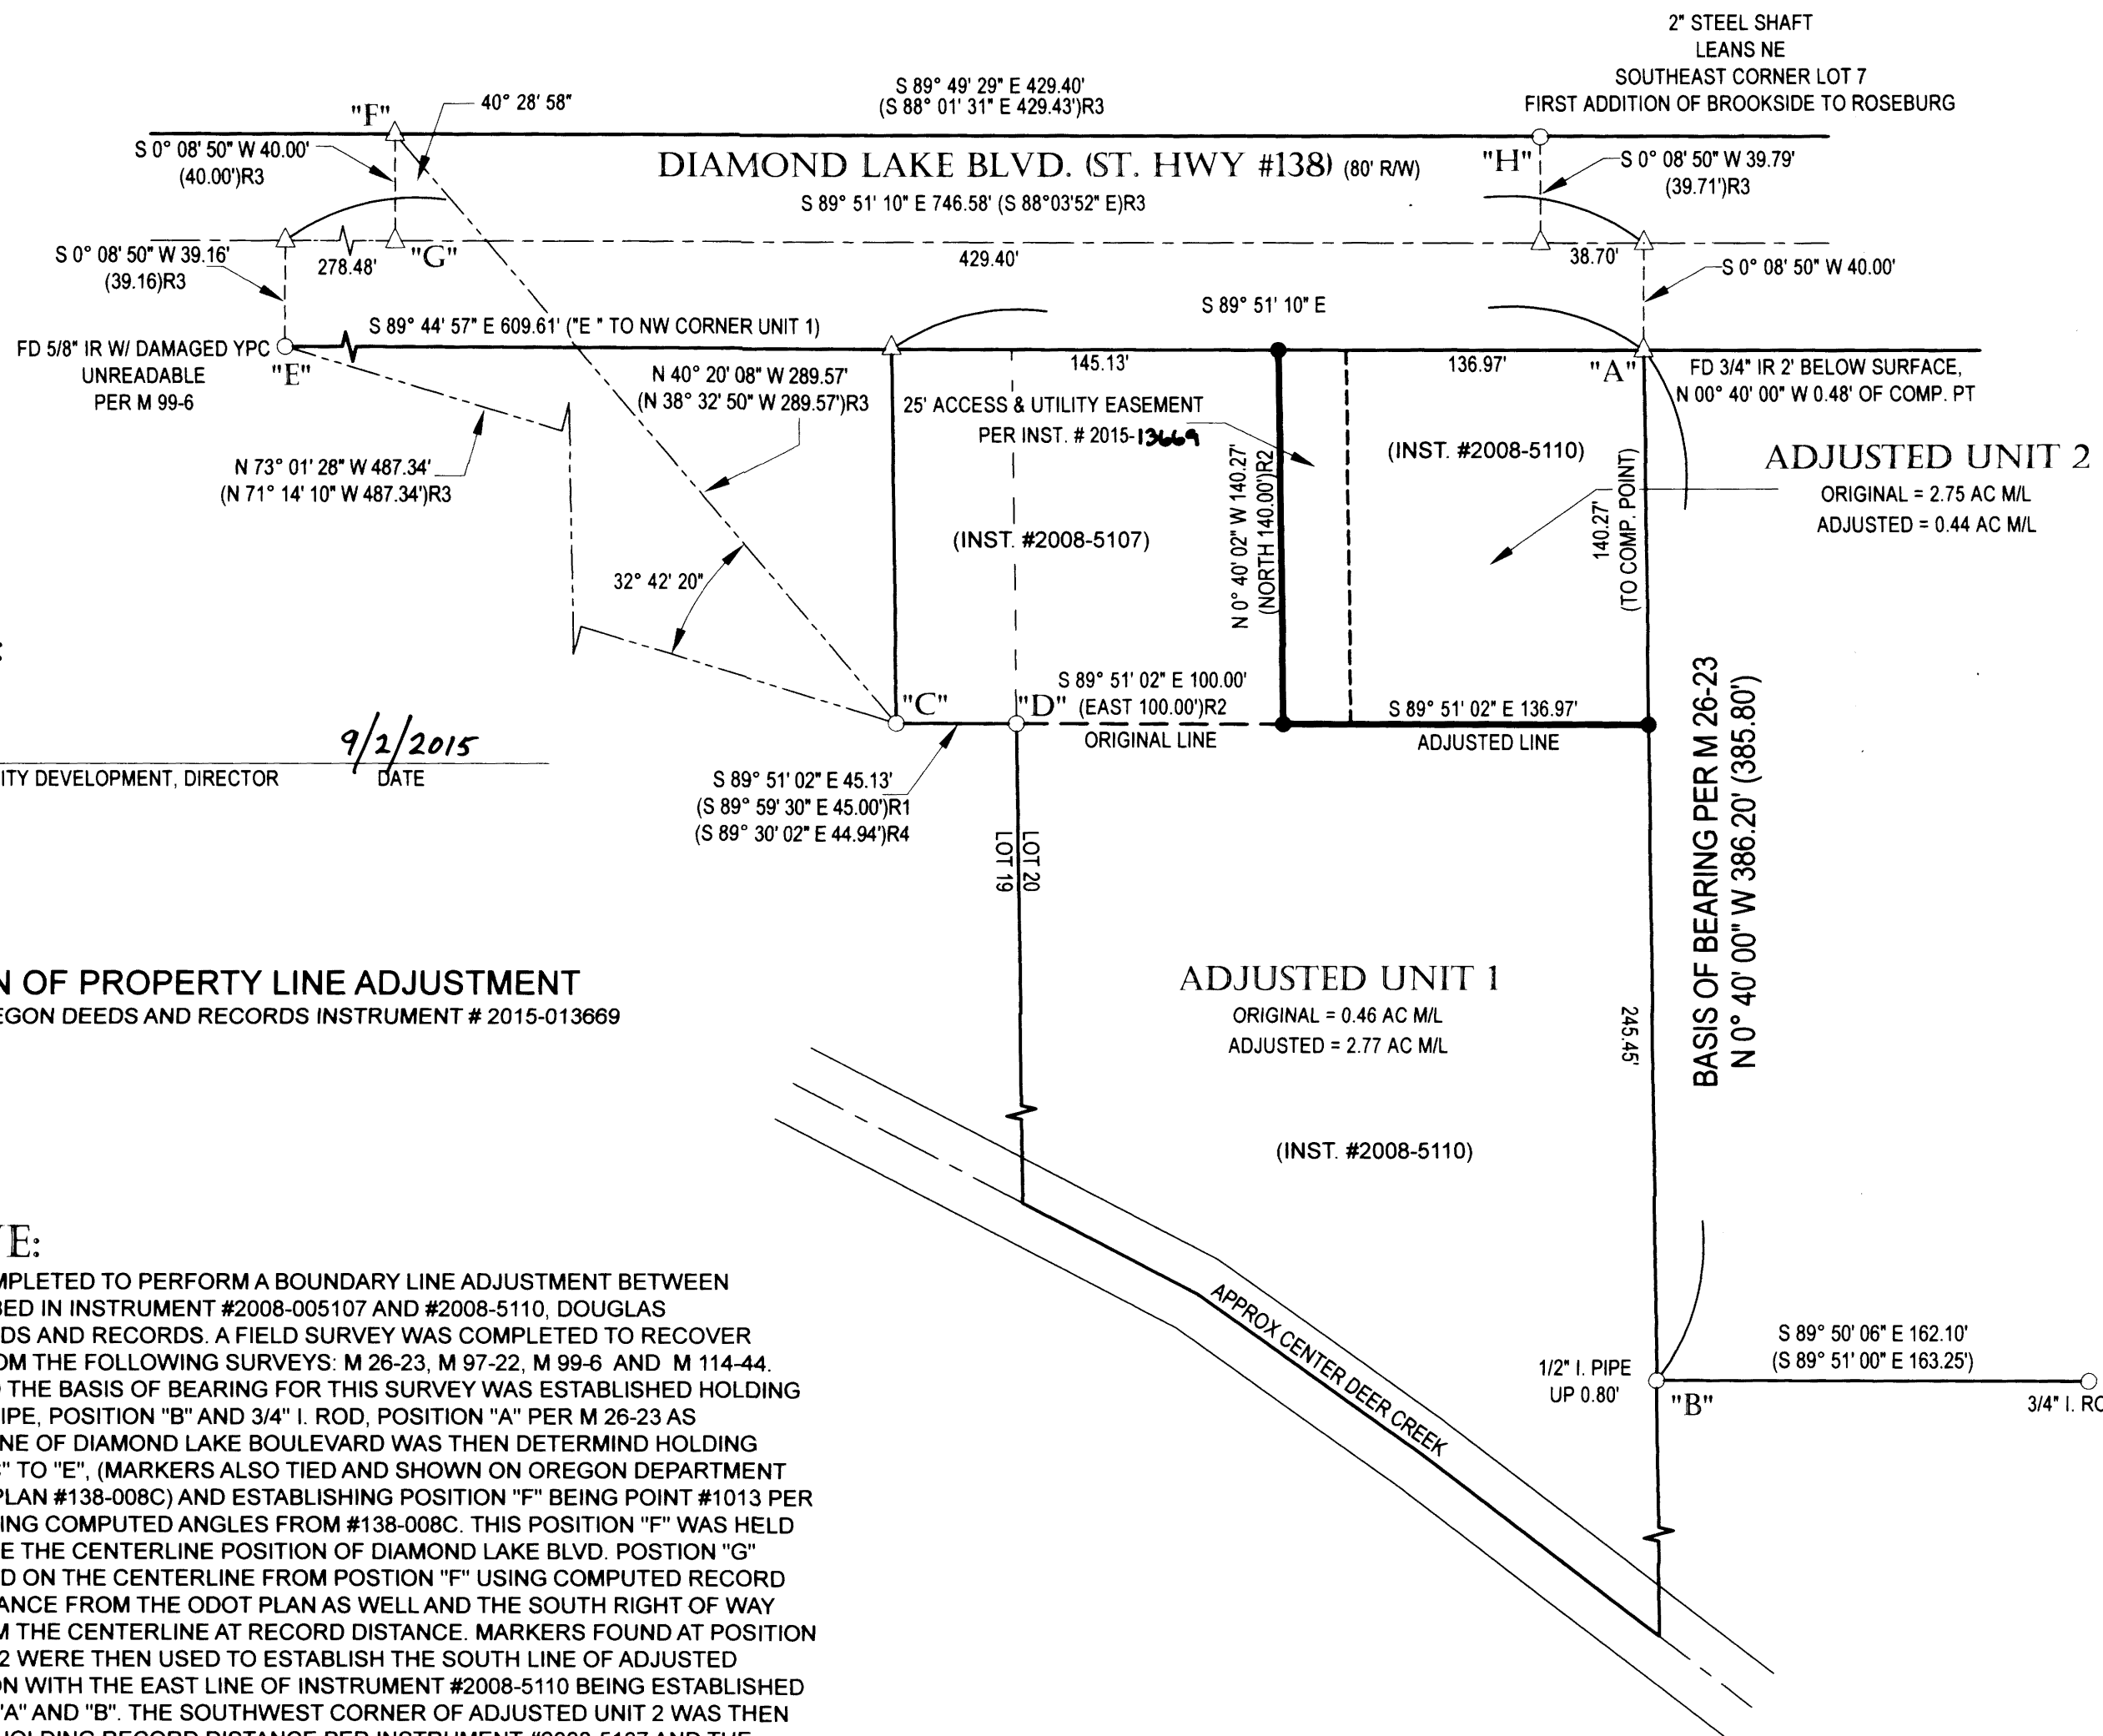 2" STEEL SHAFT
LEANS NE
SOUTHEAST CORNER LOT 7
FIRST ADDITION OF BROOKSIDE TO ROSEBURG
S 89° 49' 29" E 429.40'
(S 88° 01' 31" E 429.43')R3
"F"
40° 28' 58"
S 0° 08' 50" W 40.00'
(40.00')R3
DIAMOND LAKE BLVD. (ST. HWY #138) (80' R/W)
"H"
S 0° 08' 50" W 39.79'
(39.71')R3
S 89° 51' 10" E 746.58' (S 88°03'52" E)R3
S 0° 08' 50" W 39.16'
(39.16)R3
278.48'
"G"
429.40'
38.70'
S 0° 08' 50" W 40.00'
S 89° 51' 10" E
S 89° 44' 57" E 609.61' ("E " TO NW CORNER UNIT 1)
FD 5/8" IR W/ DAMAGED YPC
UNREADABLE
PER M 99-6
"E"
145.13'
136.97'
"A"
FD 3/4" IR 2' BELOW SURFACE,
N 00° 40' 00" W 0.48' OF COMP. PT
N 40° 20' 08" W 289.57'
(N 38° 32' 50" W 289.57')R3
25' ACCESS & UTILITY EASEMENT
PER INST. # 2015-13669
(INST. #2008-5110)
ADJUSTED UNIT 2
ORIGINAL = 2.75 AC M/L
ADJUSTED = 0.44 AC M/L
N 73° 01' 28" W 487.34'
(N 71° 14' 10" W 487.34')R3
(INST. #2008-5107)
N 0° 40' 02" W 140.27'
(NORTH 140.00')R2
140.27'
(TO COMP. POINT)
32° 42' 20"
:
"C"
"D"
S 89° 51' 02" E 100.00'
(EAST 100.00')R2
ORIGINAL LINE
S 89° 51' 02" E 136.97'
ADJUSTED LINE
9/2/2015
ITY DEVELOPMENT, DIRECTOR
DATE
S 89° 51' 02" E 45.13'
(S 89° 59' 30" E 45.00')R1
(S 89° 30' 02" E 44.94')R4
LOT 20
LOT 19
BASIS OF BEARING PER M 26-23
N 0° 40' 00" W 386.20' (385.80')
N OF PROPERTY LINE ADJUSTMENT
EGON DEEDS AND RECORDS INSTRUMENT # 2015-013669
ADJUSTED UNIT 1
ORIGINAL = 0.46 AC M/L
ADJUSTED = 2.77 AC M/L
245.45'
(INST. #2008-5110)
APPROX CENTER DEER CREEK
1/2" I. PIPE
UP 0.80'
"B"
S 89° 50' 06" E 162.10'
(S 89° 51' 00" E 163.25')
3/4" I. RO
VE:
MPLETED TO PERFORM A BOUNDARY LINE ADJUSTMENT BETWEEN
BED IN INSTRUMENT #2008-005107 AND #2008-5110, DOUGLAS
DS AND RECORDS. A FIELD SURVEY WAS COMPLETED TO RECOVER
OM THE FOLLOWING SURVEYS: M 26-23, M 97-22, M 99-6 AND M 114-44.
THE BASIS OF BEARING FOR THIS SURVEY WAS ESTABLISHED HOLDING
IPE, POSITION "B" AND 3/4" I. ROD, POSITION "A" PER M 26-23 AS
INE OF DIAMOND LAKE BOULEVARD WAS THEN DETERMIND HOLDING
" TO "E", (MARKERS ALSO TIED AND SHOWN ON OREGON DEPARTMENT
PLAN #138-008C) AND ESTABLISHING POSITION "F" BEING POINT #1013 PER
ING COMPUTED ANGLES FROM #138-008C. THIS POSITION "F" WAS HELD
E THE CENTERLINE POSITION OF DIAMOND LAKE BLVD. POSTION "G"
D ON THE CENTERLINE FROM POSTION "F" USING COMPUTED RECORD
ANCE FROM THE ODOT PLAN AS WELL AND THE SOUTH RIGHT OF WAY
M THE CENTERLINE AT RECORD DISTANCE. MARKERS FOUND AT POSITION
2 WERE THEN USED TO ESTABLISH THE SOUTH LINE OF ADJUSTED
ON WITH THE EAST LINE OF INSTRUMENT #2008-5110 BEING ESTABLISHED
"A" AND "B". THE SOUTHWEST CORNER OF ADJUSTED UNIT 2 WAS THEN
HOLDING RECORD DISTANCE PER INSTRUMENT #2008-5107 AND THE